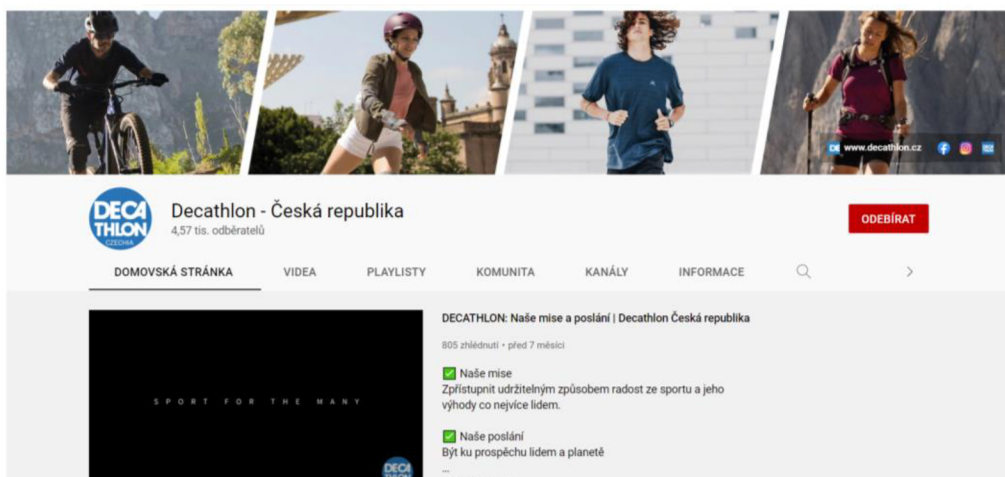 DE www.decathlon.cz
DECA
THLON
CZECHIA
Decathlon - Česká republika
4,57 tis. odběratelů
ODEBÍRAT
DOMOVSKÁ STRÁNKA VIDEA PLAYLISTY KOMUNITA KANÁLY INFORMACE
SPORT FOR THE MANY
DECA
THLON
DECATHLON: Naše mise a poslání | Decathlon Česká republika
805 zhlédnutí • před 7 měsíci
✅ Naše mise
Zpřístupnit udržitelným způsobem radost ze sportu a jeho
výhody co nejvíce lidem.
✅ Naše poslání
Být ku prospěchu lidem a planetě
...